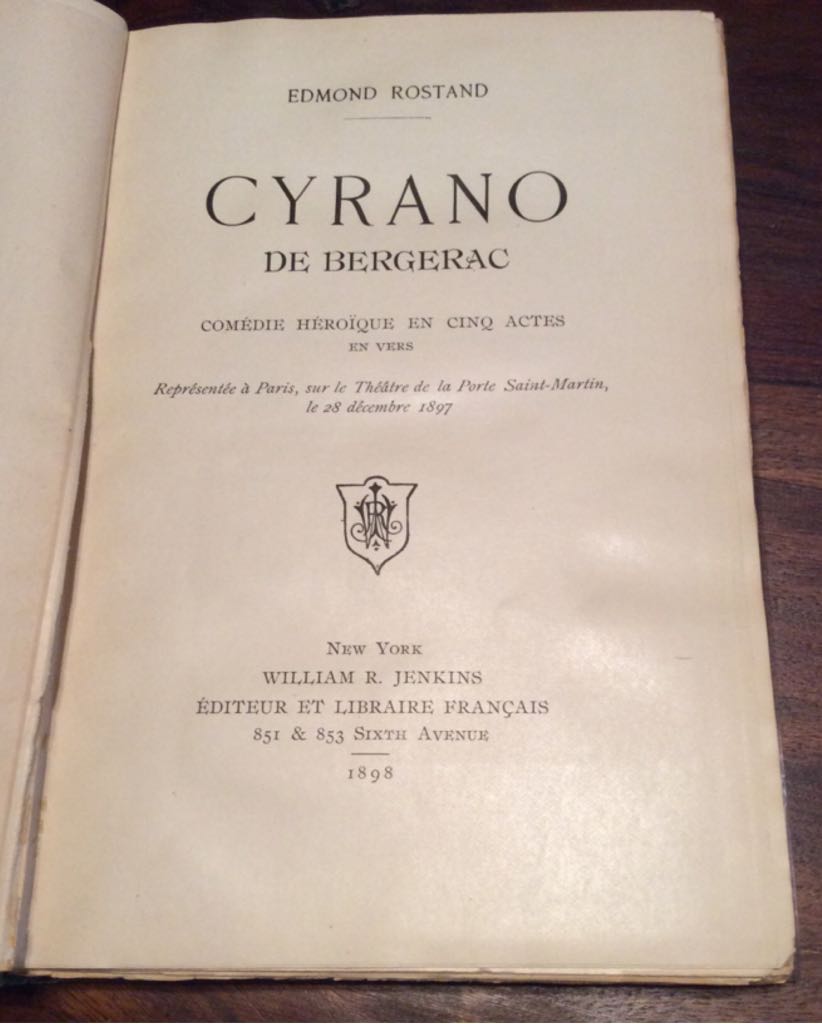 EDMOND ROSTAND
CYRANO
DE BERGERAC
COMÉDIE HÉROÏQUE EN CINQ ACTES
EN VERS
Représentée à Paris, sur le Théâtre de la Porte Saint-Martin,
le 28 décembre 1897
WRJ
New York
WILLIAM R. JENKINS
ÉDITEUR ET LIBRAIRE FRANÇAIS
851 & 853 Sixth Avenue
1898